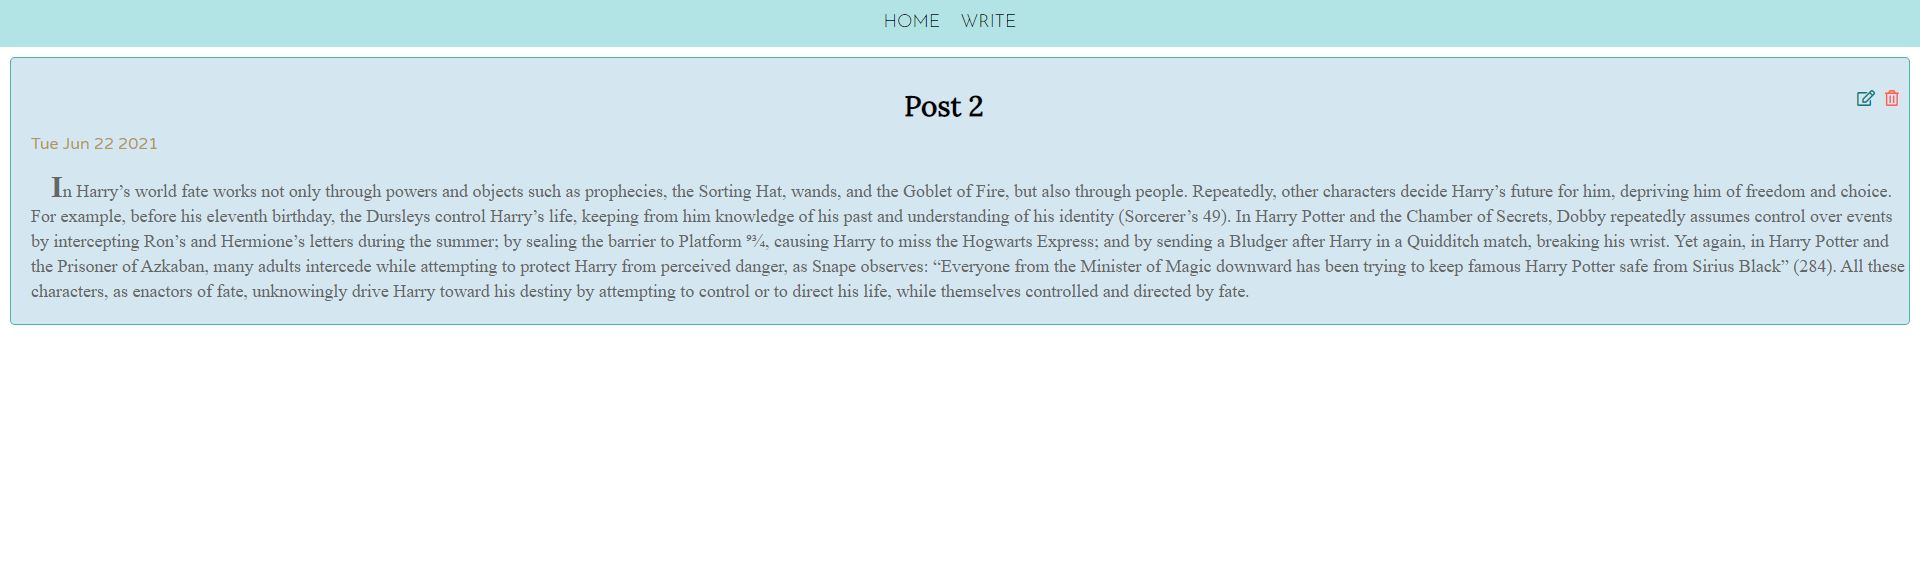 HOME WRITE
Post 2
Tue Jun 22 2021
In Harry’s world fate works not only through powers and objects such as prophecies, the Sorting Hat, wands, and the Goblet of Fire, but also through people. Repeatedly, other characters decide Harry’s future for him, depriving him of freedom and choice.
For example, before his eleventh birthday, the Dursleys control Harry’s life, keeping from him knowledge of his past and understanding of his identity (Sorcerer’s 49). In Harry Potter and the Chamber of Secrets, Dobby repeatedly assumes control over events
by intercepting Ron’s and Hermione’s letters during the summer; by sealing the barrier to Platform ⁹³⁄₄, causing Harry to miss the Hogwarts Express; and by sending a Bludger after Harry in a Quidditch match, breaking his wrist. Yet again, in Harry Potter and
the Prisoner of Azkaban, many adults intercede while attempting to protect Harry from perceived danger, as Snape observes: “Everyone from the Minister of Magic downward has been trying to keep famous Harry Potter safe from Sirius Black” (284). All these
characters, as enactors of fate, unknowingly drive Harry toward his destiny by attempting to control or to direct his life, while themselves controlled and directed by fate.